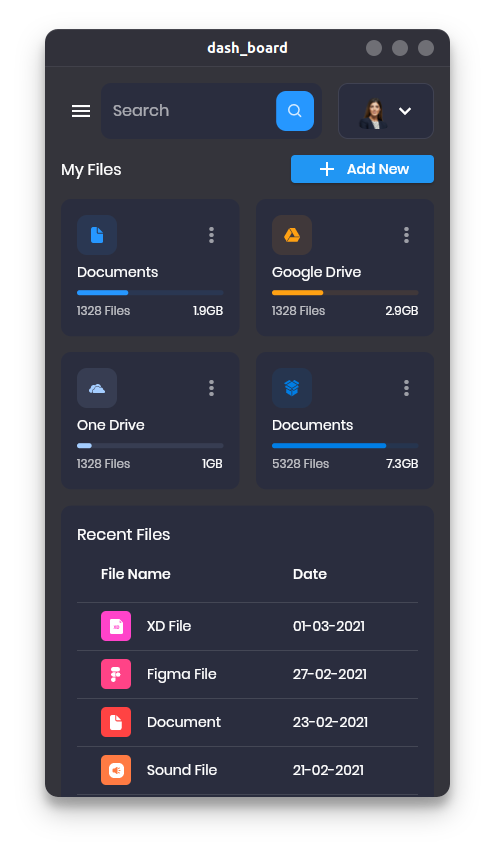 dash_board
Search
My Files
Add New
Documents
1328 Files 1.9GB
Google Drive
1328 Files 2.9GB
One Drive
1328 Files 1GB
Documents
5328 Files 7.3GB
Recent Files
File Name Date
XD File 01-03-2021
Figma File 27-02-2021
Document 23-02-2021
Sound File 21-02-2021